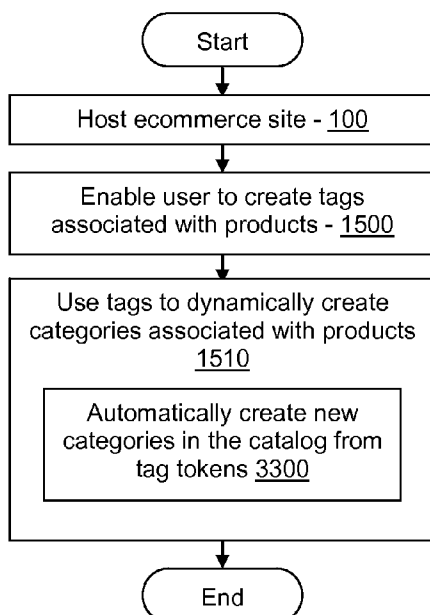 Start
Host ecommerce site - 100
Enable user to create tags
associated with products - 1500
Use tags to dynamically create
categories associated with products
1510
Automatically create new
categories in the catalog from
tag tokens 3300
End